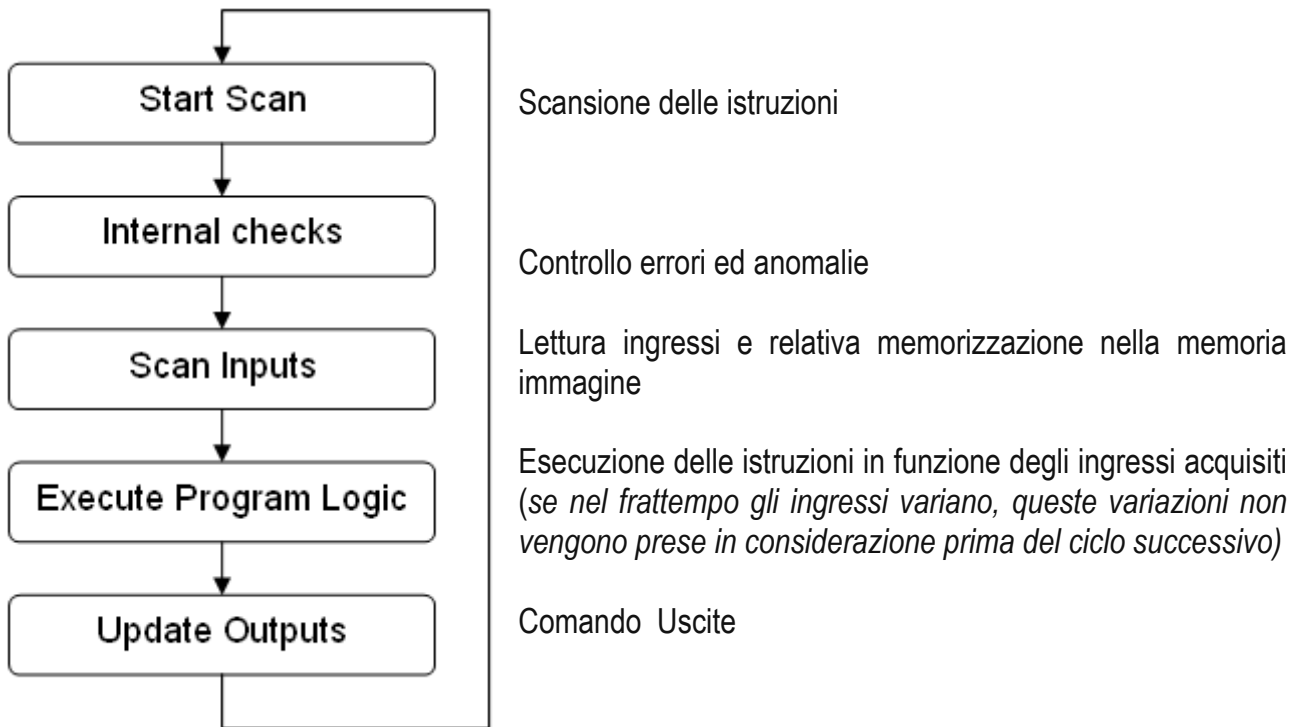 Start Scan
Scansione delle istruzioni
Internal checks
Controllo errori ed anomalie
Scan Inputs
Lettura ingressi e relativa memorizzazione nella memoria
immagine
Execute Program Logic
Esecuzione delle istruzioni in funzione degli ingressi acquisiti
(se nel frattempo gli ingressi variano, queste variazioni non
vengono prese in considerazione prima del ciclo successivo)
Update Outputs
Comando Uscite